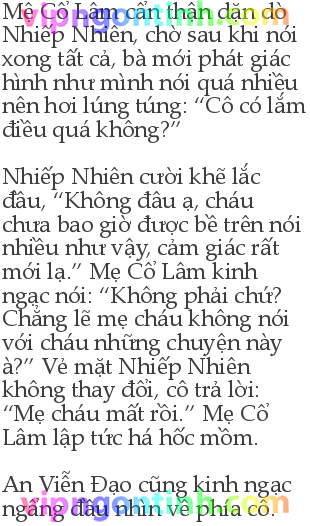 Mẹ Cổ Lâm cẩn thận dặn dò
Nhiếp Nhiên, chờ sau khi nói
xong tất cả, bà mới phát giác
hình như mình nói quá nhiều
nên hơi lúng túng: “Cô có lắm
điều quá không?”

Nhiếp Nhiên cười khẽ lắc
đầu, “Không đâu ạ, cháu
chưa bao giờ được bề trên nói
nhiều như vậy, cảm giác rất
mới lạ.” Mẹ Cổ Lâm kinh
ngạc nói: “Không phải chứ?
Chẳng lẽ mẹ cháu không nói
với cháu những chuyện này
à?” Vẻ mặt Nhiếp Nhiên
không thay đổi, cô trả lời:
“Mẹ cháu mất rồi.” Mẹ Cổ
Lâm lập tức há hốc mồm.

An Viễn Đạo cũng kinh ngạc
ngẩng đầu nhìn về phía cô.
vipngontinh.com
vipngontinh.com